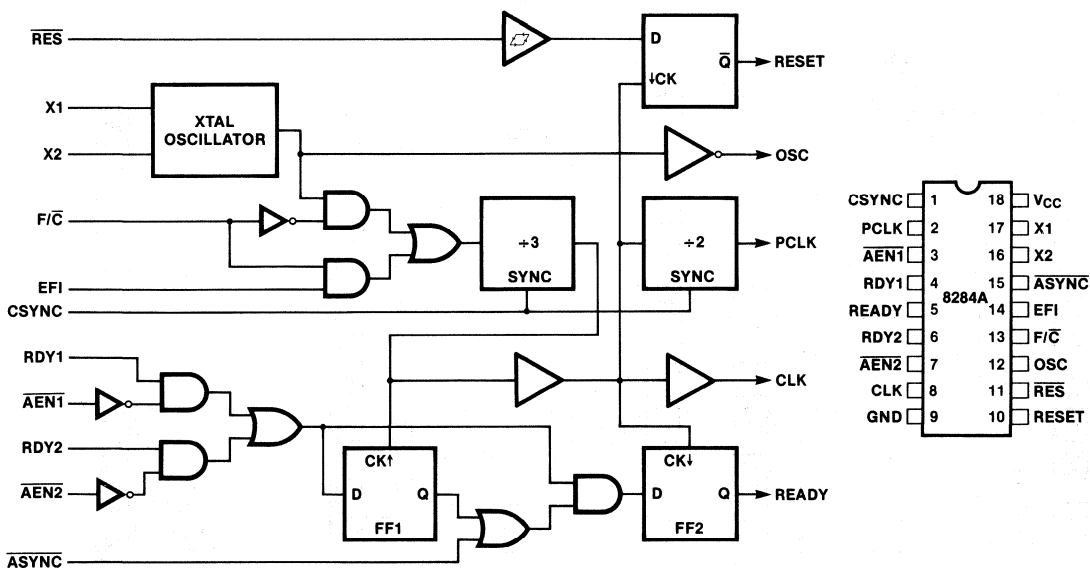 RES
D
Q
RESET
↓CK
X1
XTAL
OSCILLATOR
X2
OSC
F/C
÷3
SYNC
÷2
SYNC
PCLK
EFI
CSYNC
RDY1
AEN1
CLK
RDY2
AEN2
CK↑
D Q
FF1
CK↓
D Q
FF2
READY
ASYNC
CSYNC 1 18 VCC
PCLK 2 17 X1
AEN1 3 16 X2
RDY1 4 15 ASYNC
8284A
READY 5 14 EFI
RDY2 6 13 F/C
AEN2 7 12 OSC
CLK 8 11 RES
GND 9 10 RESET